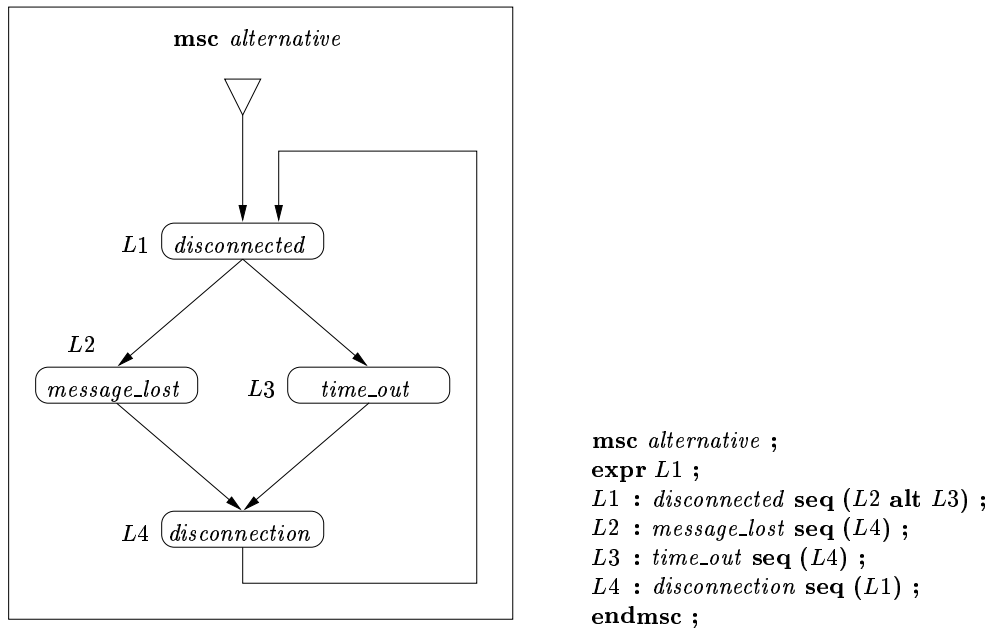 msc alternative
L1 disconnected
L2
message_lost
L3 time_out
L4 disconnection
msc alternative ;
expr L1 ;
L1 : disconnected seq (L2 alt L3) ;
L2 : message_lost seq (L4) ;
L3 : time_out seq (L4) ;
L4 : disconnection seq (L1) ;
endmsc ;